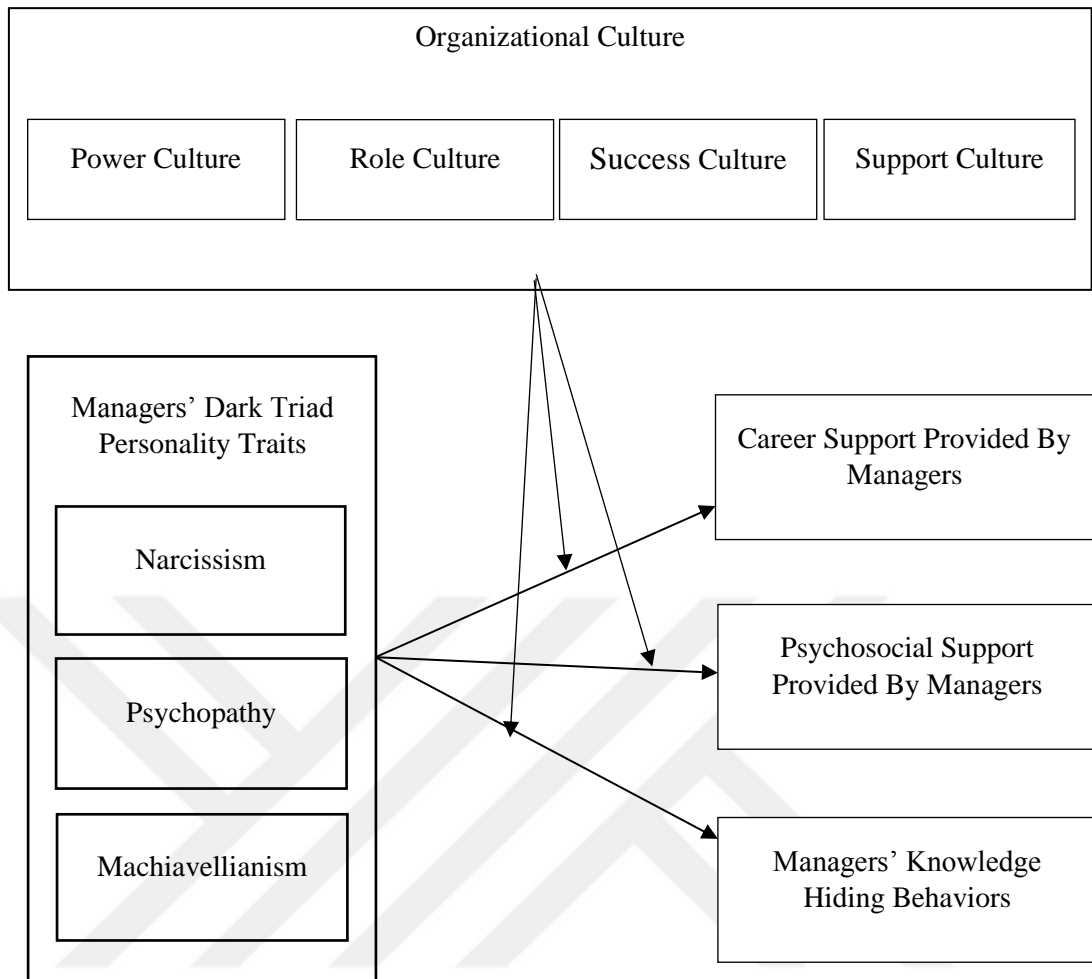 Organizational Culture
Power Culture
Role Culture
Success Culture
Support Culture
Managers’ Dark Triad
Personality Traits
Narcissism
Psychopathy
Machiavellianism
Career Support Provided By
Managers
Psychosocial Support
Provided By Managers
Managers’ Knowledge
Hiding Behaviors